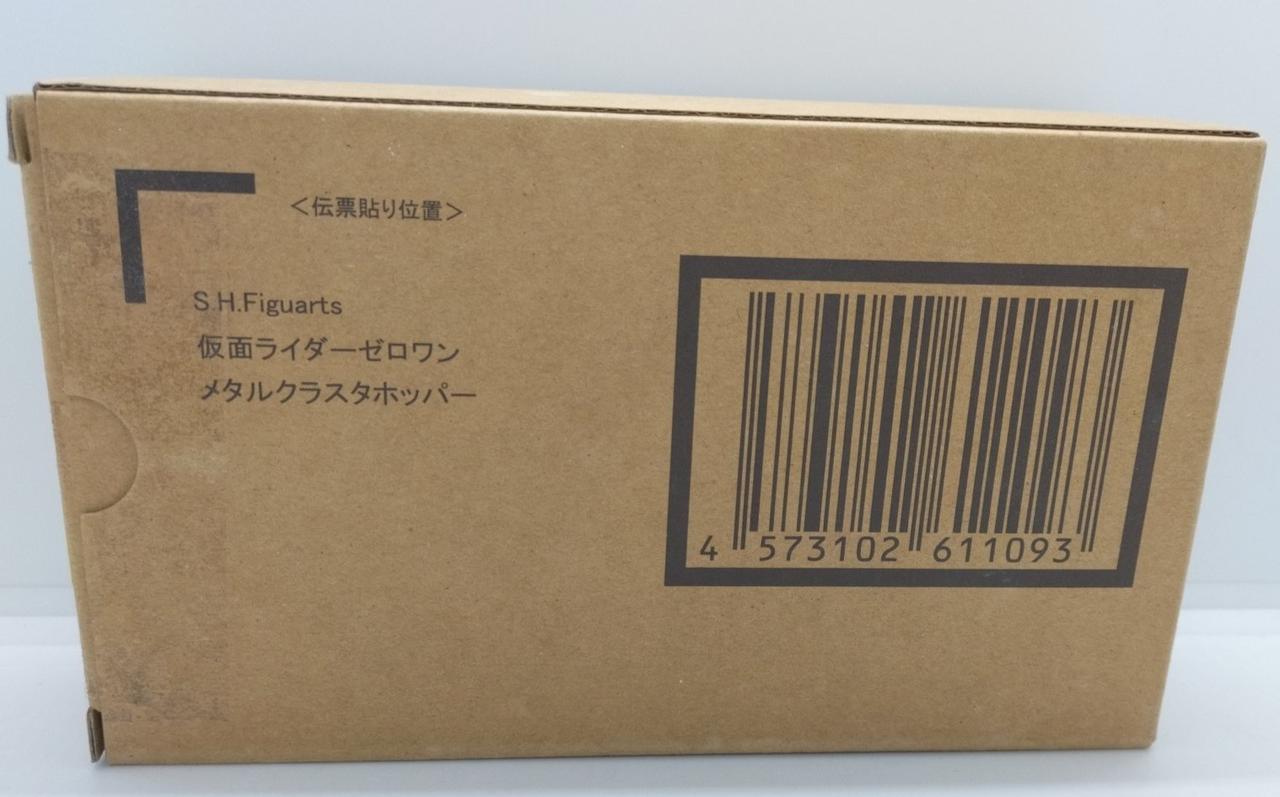 <伝票貼り位置>
S.H.Figuarts
仮面ライダーゼロワン
メタルクラスタホッパー
4 573102 611093